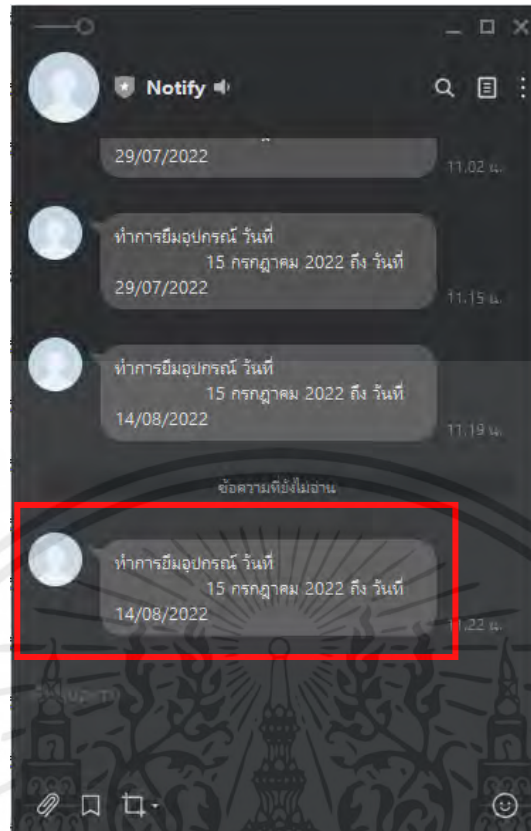 Notify
29/07/2022
11.02 น.
ทำการยืมอุปกรณ์ วันที่
15 กรกฎาคม 2022 ถึง วันที่
29/07/2022
11.15 น.
ทำการยืมอุปกรณ์ วันที่
15 กรกฎาคม 2022 ถึง วันที่
14/08/2022
11.19 น.
ข้อความที่ยังไม่อ่าน
ทำการยืมอุปกรณ์ วันที่
15 กรกฎาคม 2022 ถึง วันที่
14/08/2022
11.22 น.